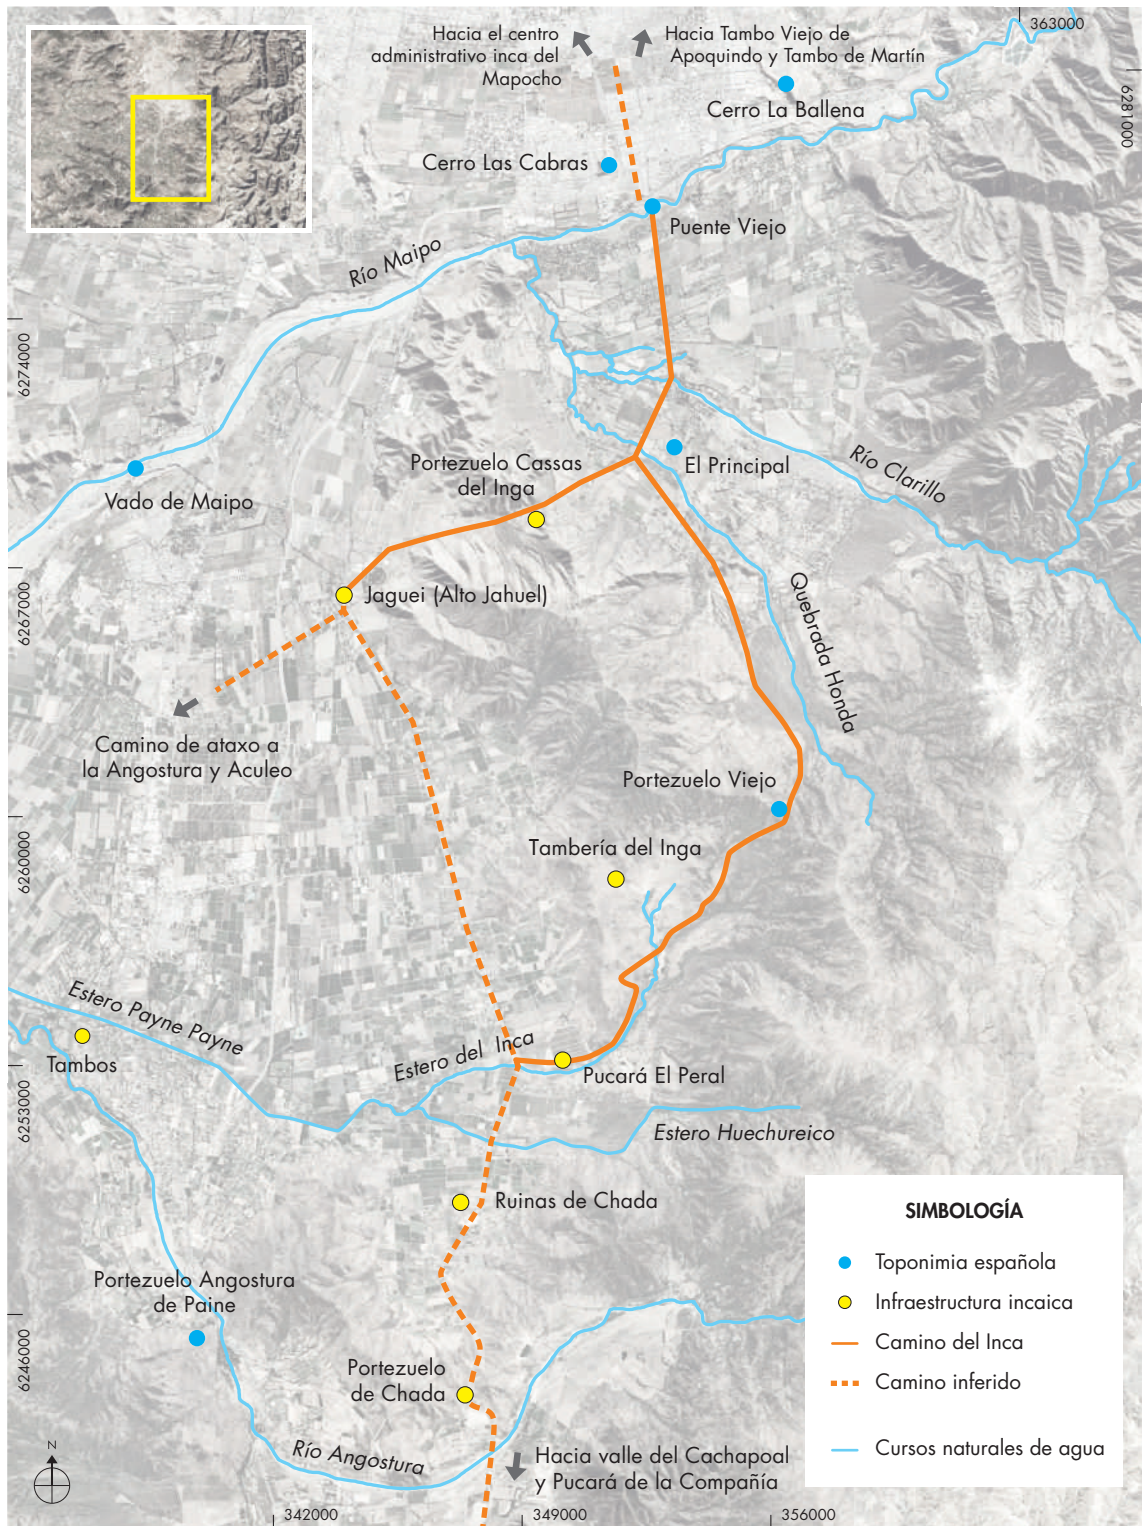 363000
Hacia el centro
administrativo inca del
Mapocho
Hacia Tambo Viejo de
Apoquindo y Tambo de Martín
6281000
Cerro La Ballena
Cerro Las Cabras
Puente Viejo
Río Maipo
6274000
Portezuelo Cassas
del Inga
El Principal
Río Clarillo
Vado de Maipo
6267000
Jaguei (Alto Jahuel)
Quebrada Honda
Camino de ataxo a
la Angostura y Aculeo
Portezuelo Viejo
6260000
Tambería del Inga
Estero Payne Payne
Tambos
Estero del Inca
Pucará El Peral
6253000
Estero Huechureico
Ruinas de Chada
Portezuelo Angostura
de Paine
6246000
Portezuelo
de Chada
Río Angostura
Hacia valle del Cachapoal
y Pucará de la Compañía
SIMBOLOGÍA
Toponimia española
Infraestructura incaica
Camino del Inca
Camino inferido
Cursos naturales de agua
N
342000
349000
356000